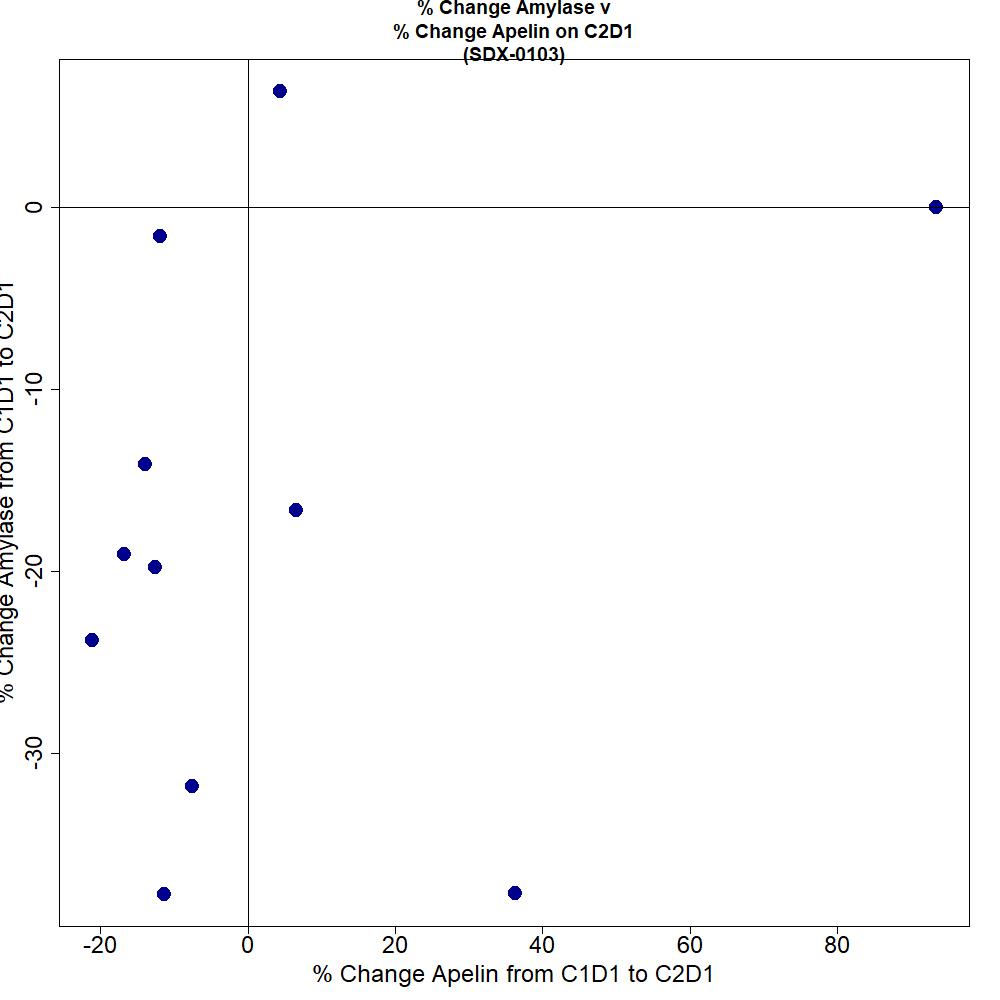 % Change Amylase v
% Change Apelin on C2D1
(SDX-0103)
% Change Amylase from C1D1 to C2D1
0
-10
-20
-30
-20 0 20 40 60 80
% Change Apelin from C1D1 to C2D1